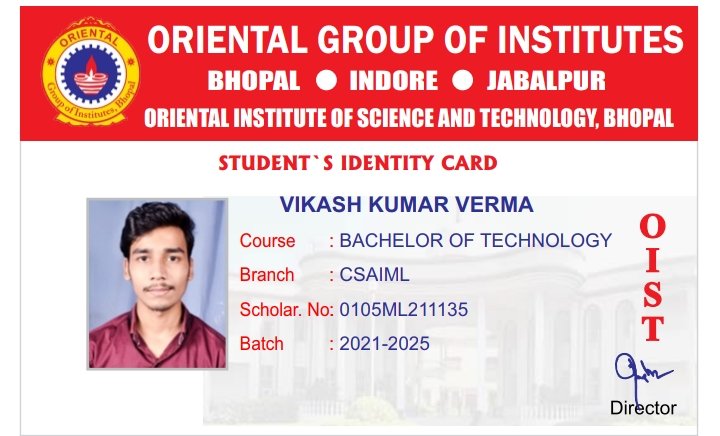 ORIENTAL
Group of Institutes, Bhopal
ORIENTAL GROUP OF INSTITUTES
BHOPAL ● INDORE ● JABALPUR
ORIENTAL INSTITUTE OF SCIENCE AND TECHNOLOGY, BHOPAL
STUDENT`S IDENTITY CARD
VIKASH KUMAR VERMA
Course : BACHELOR OF TECHNOLOGY
Branch : CSAIML
Scholar. No: 0105ML211135
Batch : 2021-2025
OIST
Director